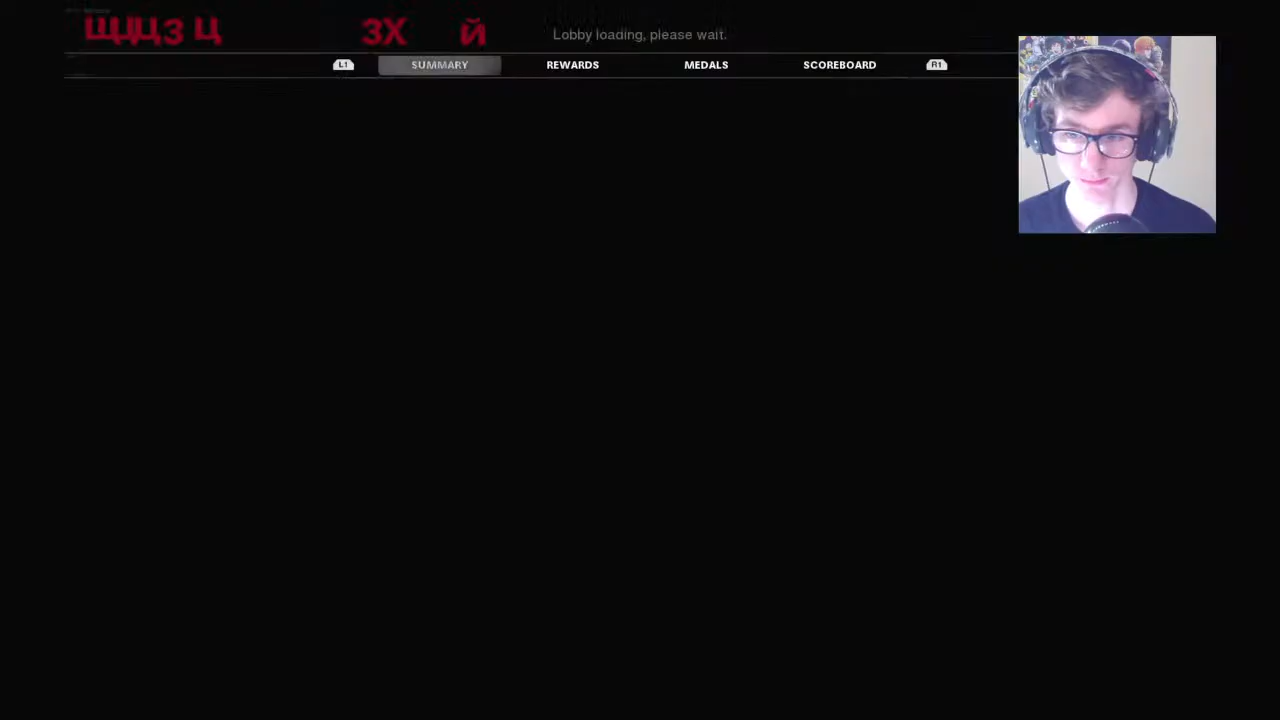 ЩЦЦЗ Ц ЗХ Й
Lobby loading, please wait.
L1 SUMMARY REWARDS MEDALS SCOREBOARD R1